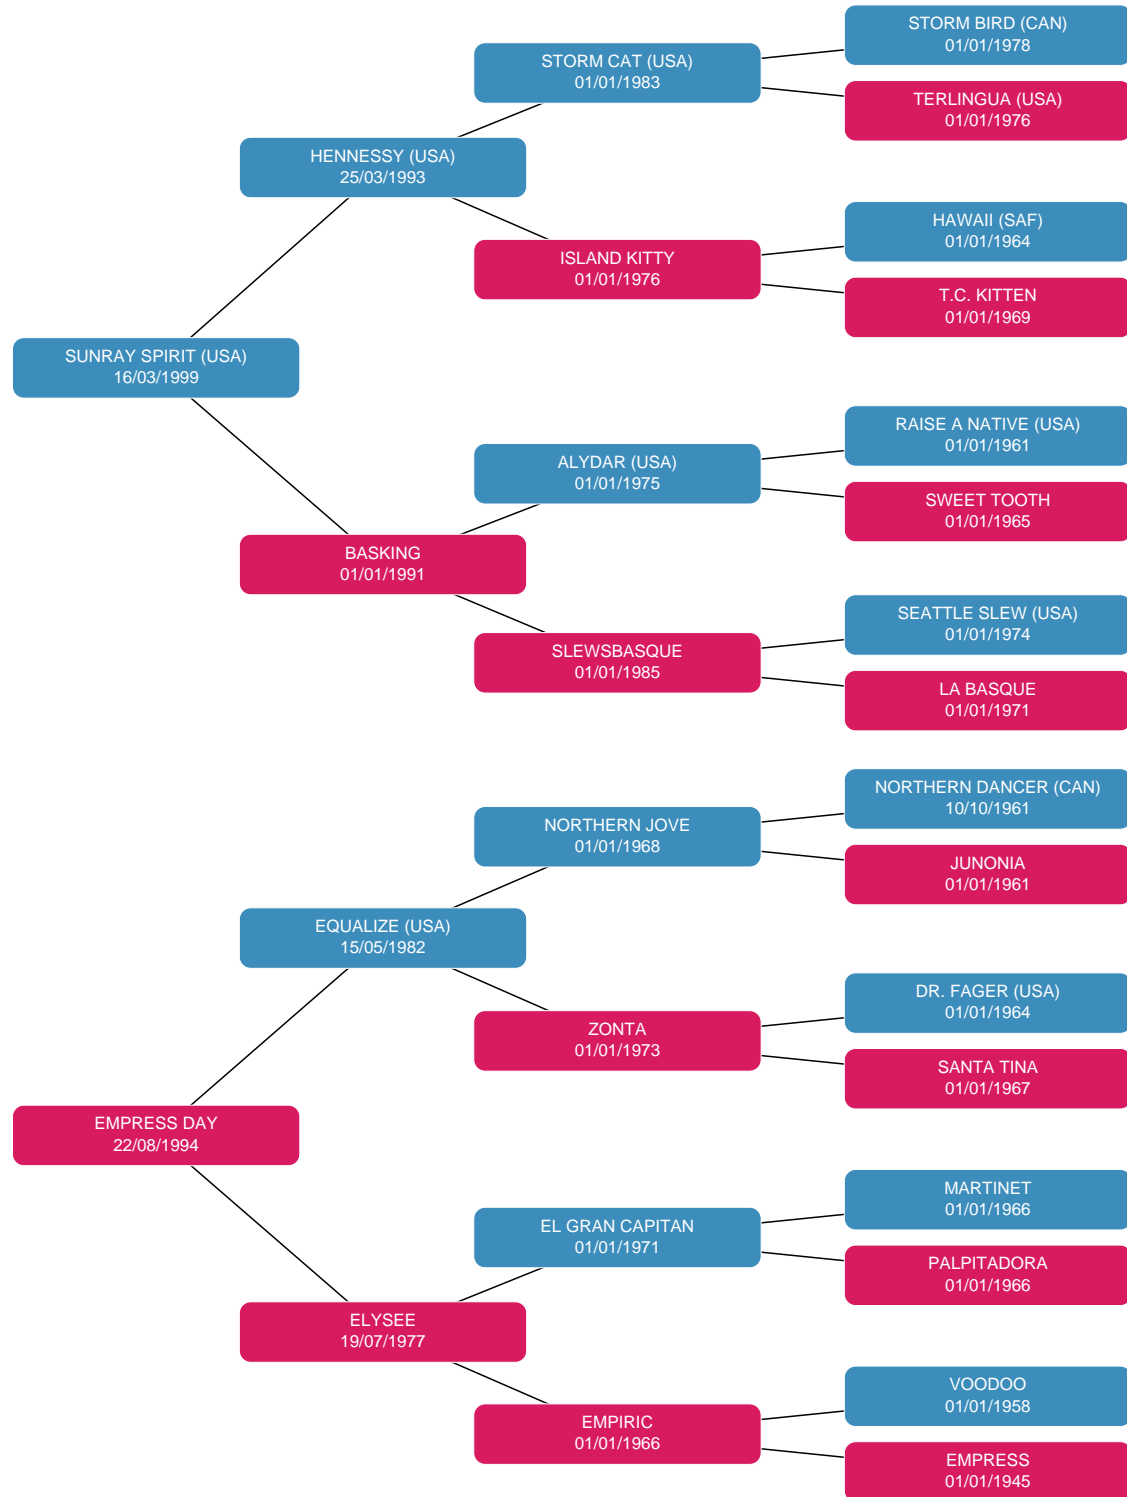 STORM BIRD (CAN)
01/01/1978
STORM CAT (USA)
01/01/1983
TERLINGUA (USA)
01/01/1976
HENNESSY (USA)
25/03/1993
HAWAII (SAF)
01/01/1964
ISLAND KITTY
01/01/1976
T.C. KITTEN
01/01/1969
SUNRAY SPIRIT (USA)
16/03/1999
RAISE A NATIVE (USA)
01/01/1961
ALYDAR (USA)
01/01/1975
SWEET TOOTH
01/01/1965
BASKING
01/01/1991
SEATTLE SLEW (USA)
01/01/1974
SLEWSBASQUE
01/01/1985
LA BASQUE
01/01/1971
NORTHERN DANCER (CAN)
10/10/1961
NORTHERN JOVE
01/01/1968
JUNONIA
01/01/1961
EQUALIZE (USA)
15/05/1982
DR. FAGER (USA)
01/01/1964
ZONTA
01/01/1973
SANTA TINA
01/01/1967
EMPRESS DAY
22/08/1994
MARTINET
01/01/1966
EL GRAN CAPITAN
01/01/1971
PALPITADORA
01/01/1966
ELYSEE
19/07/1977
VOODOO
01/01/1958
EMPIRIC
01/01/1966
EMPRESS
01/01/1945